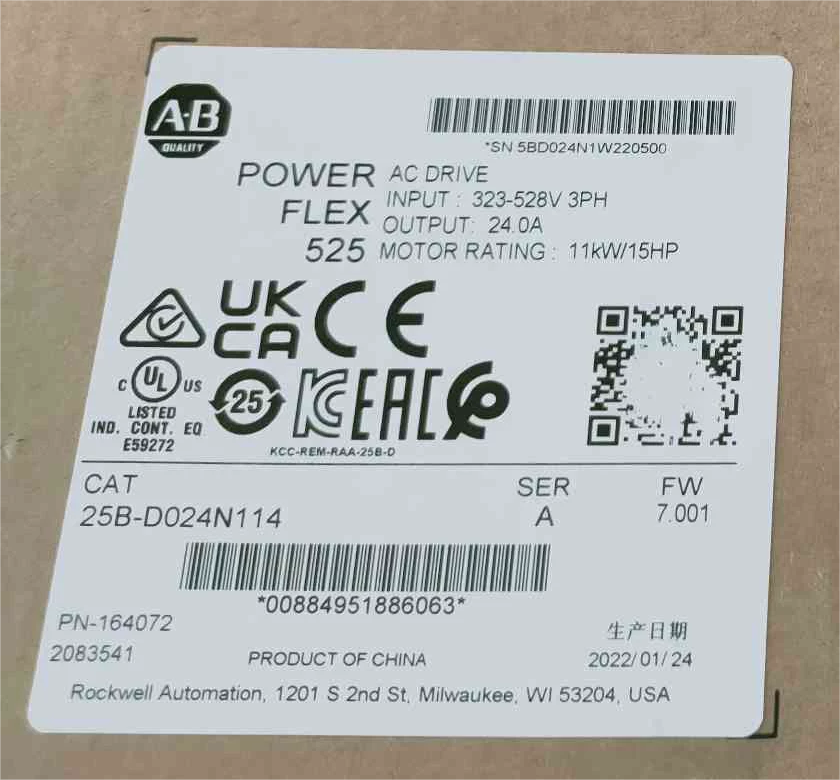 A-B
QUALITY
*SN 5BD024N1W220500
POWER
FLEX
525
AC DRIVE
INPUT : 323-528V 3PH
OUTPUT: 24.0A
MOTOR RATING : 11kW/15HP
UK
CA
CE
C UL US
LISTED
IND. CONT. EQ
E59272
25
KC
EAC
KCC-REM-RAA-25B-D
CAT
25B-D024N114
SER
A
FW
7.001
*00884951886063*
PN-164072
2083541
PRODUCT OF CHINA
生产日期
2022/01/24
Rockwell Automation, 1201 S 2nd St, Milwaukee, WI 53204, USA